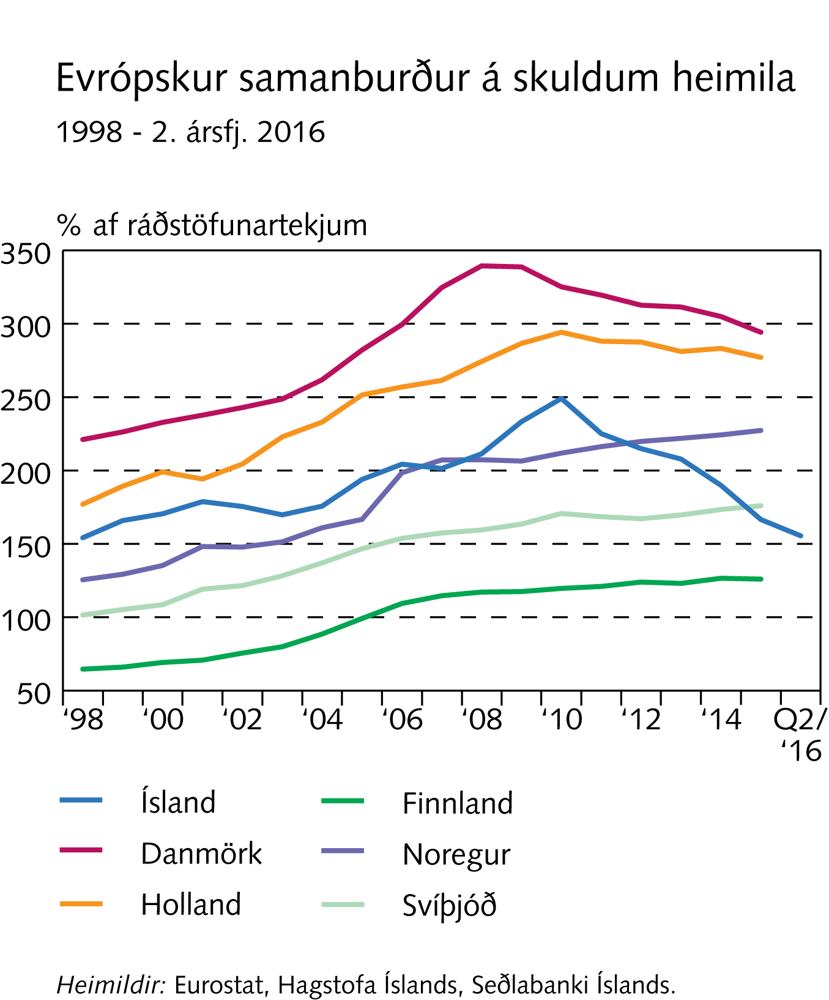 Evrópskur samanburður á skuldum heimila
1998 - 2. ársfj. 2016
% af ráðstöfunartekjum
350
300
250
200
150
100
50
‘98 ‘00 ‘02 ‘04 ‘06 ‘08 ‘10 ‘12 ‘14 Q2/
‘16
Ísland Finnland
Danmörk Noregur
Holland Svíþjóð
Heimildir: Eurostat, Hagstofa Íslands, Seðlabanki Íslands.